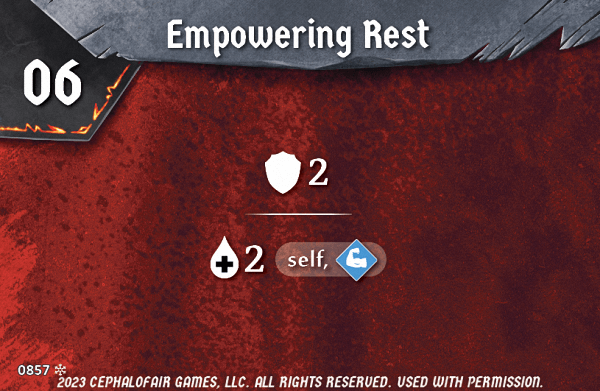 Empowering Rest
06
2
2 self,
0857
2023 CEPHALOFAIR GAMES, LLC. ALL RIGHTS RESERVED. USED WITH PERMISSION.